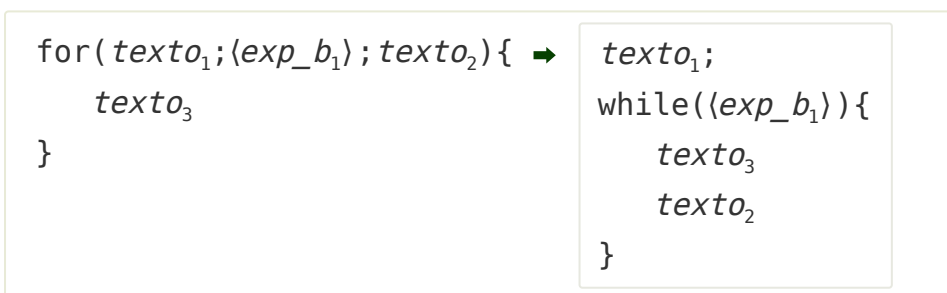 for(texto₁;⟨exp_b₁⟩;texto₂){ ➡
texto₃
}
texto₁;
while(⟨exp_b₁⟩){
texto₃
texto₂
}